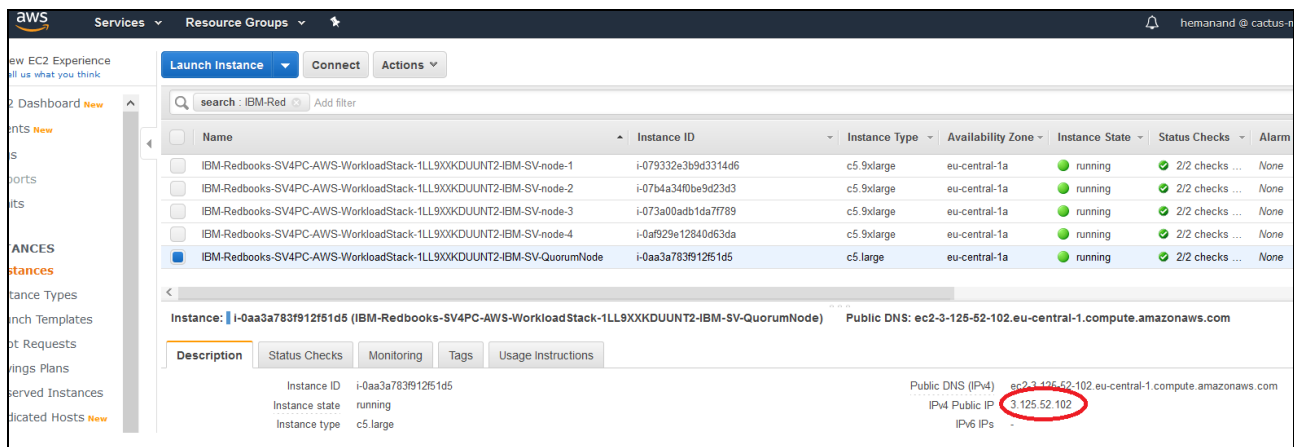 aws Services Resource Groups hemanand @ cactus-m
ew EC2 Experience
ell us what you think
Launch Instance Connect Actions
2 Dashboard New
search : IBM-Red Add filter
ents New
Name Instance ID Instance Type Availability Zone Instance State Status Checks Alarm
IBM-Redbooks-SV4PC-AWS-WorkloadStack-1LL9XXKDUUNT2-IBM-SV-node-1 i-079332e3b9d3314d6 c5.9xlarge eu-central-1a running 2/2 checks ... None
orts
IBM-Redbooks-SV4PC-AWS-WorkloadStack-1LL9XXKDUUNT2-IBM-SV-node-2 i-07b4a34f0be9d23d3 c5.9xlarge eu-central-1a running 2/2 checks ... None
its
IBM-Redbooks-SV4PC-AWS-WorkloadStack-1LL9XXKDUUNT2-IBM-SV-node-3 i-073a00adb1da7f789 c5.9xlarge eu-central-1a running 2/2 checks ... None
IBM-Redbooks-SV4PC-AWS-WorkloadStack-1LL9XXKDUUNT2-IBM-SV-node-4 i-0af929e12840d63da c5.9xlarge eu-central-1a running 2/2 checks ... None
ANCES
IBM-Redbooks-SV4PC-AWS-WorkloadStack-1LL9XXKDUUNT2-IBM-SV-QuorumNode i-0aa3a783f912f51d5 c5.large eu-central-1a running 2/2 checks ... None
stances
tance Types
Instance: i-0aa3a783f912f51d5 (IBM-Redbooks-SV4PC-AWS-WorkloadStack-1LL9XXKDUUNT2-IBM-SV-QuorumNode) Public DNS: ec2-3-125-52-102.eu-central-1.compute.amazonaws.com
nch Templates
ot Requests
Description Status Checks Monitoring Tags Usage Instructions
vings Plans
served Instances
Instance ID i-0aa3a783f912f51d5 Public DNS (IPv4) ec2-3-125-52-102.eu-central-1.compute.amazonaws.com
Instance state running IPv4 Public IP 3.125.52.102
dicated Hosts New
Instance type c5.large IPv6 IPs -